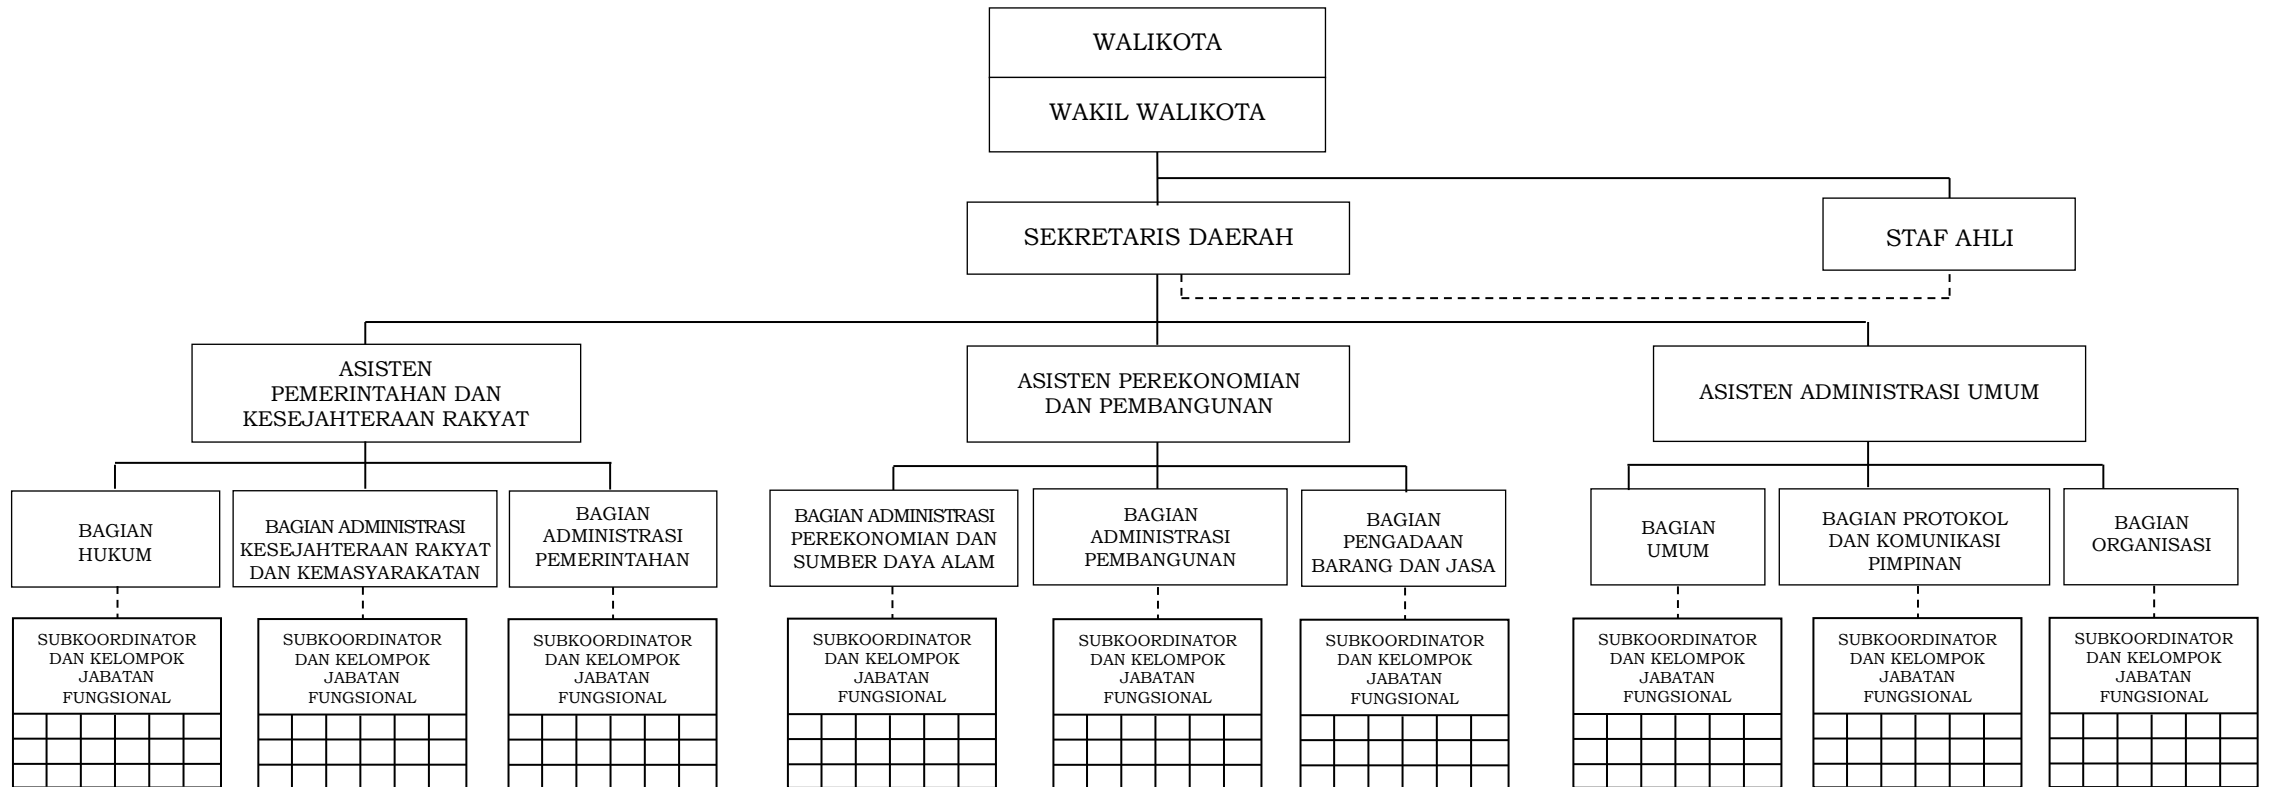 WALIKOTA
WAKIL WALIKOTA
SEKRETARIS DAERAH
STAF AHLI
ASISTEN
PEMERINTAHAN DAN
KESEJAHTERAAN RAKYAT
ASISTEN PEREKONOMIAN
DAN PEMBANGUNAN
ASISTEN ADMINISTRASI UMUM
BAGIAN
HUKUM
BAGIAN ADMINISTRASI
KESEJAHTERAAN RAKYAT
DAN KEMASYARAKATAN
BAGIAN
ADMINISTRASI
PEMERINTAHAN
BAGIAN ADMINISTRASI
PEREKONOMIAN DAN
SUMBER DAYA ALAM
BAGIAN
ADMINISTRASI
PEMBANGUNAN
BAGIAN
PENGADAAN
BARANG DAN JASA
BAGIAN
UMUM
BAGIAN PROTOKOL
DAN KOMUNIKASI
PIMPINAN
BAGIAN
ORGANISASI
SUBKOORDINATOR
DAN KELOMPOK
JABATAN
FUNGSIONAL
SUBKOORDINATOR
DAN KELOMPOK
JABATAN
FUNGSIONAL
SUBKOORDINATOR
DAN KELOMPOK
JABATAN
FUNGSIONAL
SUBKOORDINATOR
DAN KELOMPOK
JABATAN
FUNGSIONAL
SUBKOORDINATOR
DAN KELOMPOK
JABATAN
FUNGSIONAL
SUBKOORDINATOR
DAN KELOMPOK
JABATAN
FUNGSIONAL
SUBKOORDINATOR
DAN KELOMPOK
JABATAN
FUNGSIONAL
SUBKOORDINATOR
DAN KELOMPOK
JABATAN
FUNGSIONAL
SUBKOORDINATOR
DAN KELOMPOK
JABATAN
FUNGSIONAL